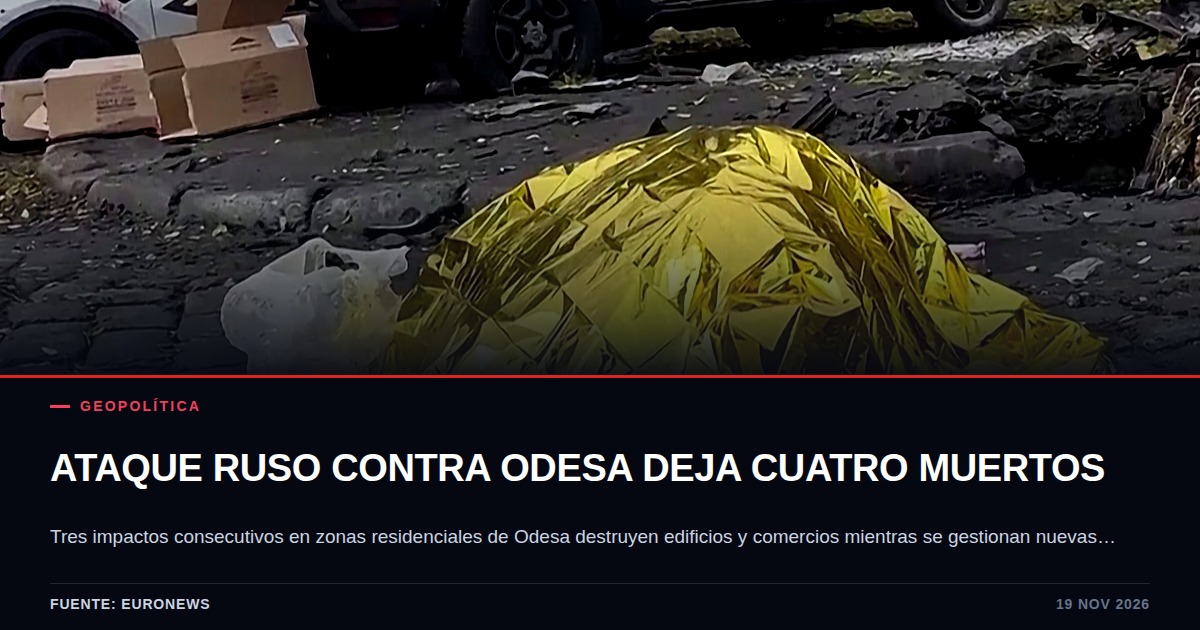 GEOPOLÍTICA
ATAQUE RUSO CONTRA ODESA DEJA CUATRO MUERTOS
Tres impactos consecutivos en zonas residenciales de Odesa destruyen edificios y comercios mientras se gestionan nuevas…
FUENTE: EURONEWS
19 NOV 2026